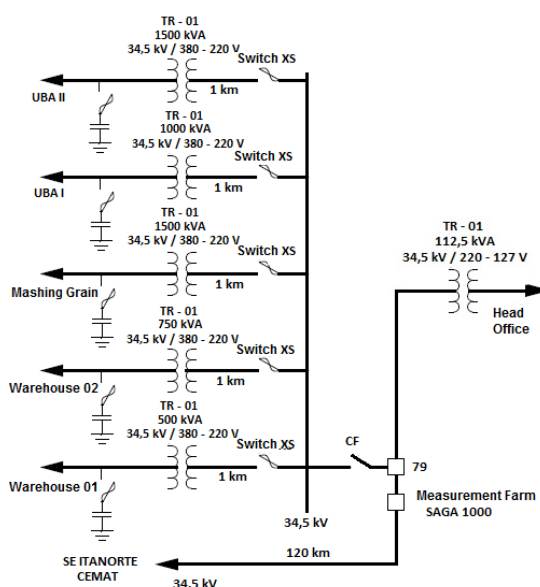 TR - 01
1500 kVA
34,5 kV / 380 - 220 V
Switch XS
UBA II
1 km
TR - 01
1000 kVA
34,5 kV / 380 - 220 V
Switch XS
UBA I
1 km
TR - 01
1500 kVA
34,5 kV / 380 - 220 V
Switch XS
Mashing Grain
1 km
TR - 01
112,5 kVA
34,5 kV / 220 - 127 V
Head
Office
TR - 01
750 kVA
34,5 kV / 380 - 220 V
Switch XS
Warehouse 02
1 km
TR - 01
500 kVA
34,5 kV / 380 - 220 V
Switch XS
CF
79
Warehouse 01
1 km
Measurement Farm
SAGA 1000
34,5 kV
SE ITANORTE
CEMAT
120 km
34.5 kV